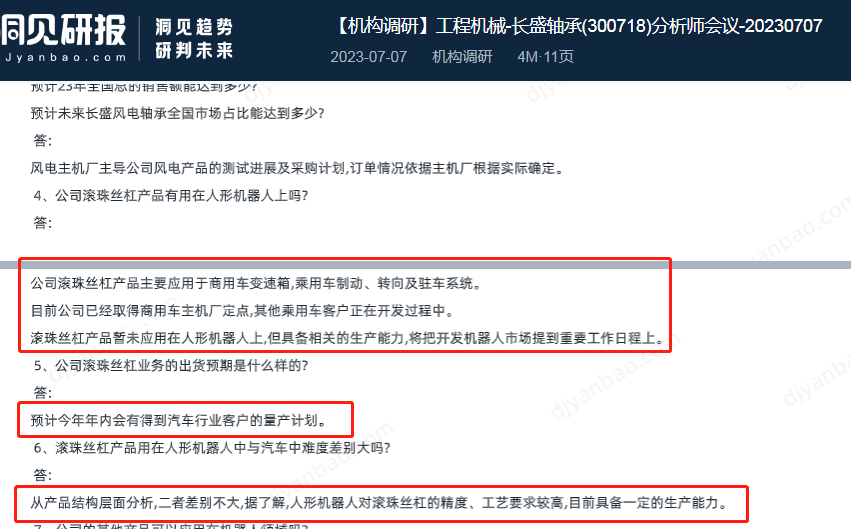 洞见研报
Jyanbao.com
洞见趋势
研判未来
【机构调研】工程机械-长盛轴承(300718)分析师会议-20230707
2023-07-07 机构调研 4M·11页
预计23年全国总的销售额能达到多少?
预计未来长盛风电轴承全国市场占比能达到多少?
答:
风电主机厂主导公司风电产品的测试进展及采购计划,订单情况依据主机厂根据实际确定。
4、公司滚珠丝杠产品有用在人形机器人上吗?
答:
公司滚珠丝杠产品主要应用于商用车变速箱,乘用车制动、转向及驻车系统。
目前公司已经取得商用车主机厂定点,其他乘用车客户正在开发过程中。
滚珠丝杠产品暂未应用在人形机器人上,但具备相关的生产能力,将把开发机器人市场提到重要工作日程上。
5、公司滚珠丝杠业务的出货预期是什么样的?
答:
预计今年年内会有得到汽车行业客户的量产计划。
6、滚珠丝杠产品用在人形机器人中与汽车中难度差别大吗?
答:
从产品结构层面分析,二者差别不大,据了解,人形机器人对滚珠丝杠的精度、工艺要求较高,目前具备一定的生产能力。
7、公司的其他产品可以应用在机器人领域吗?